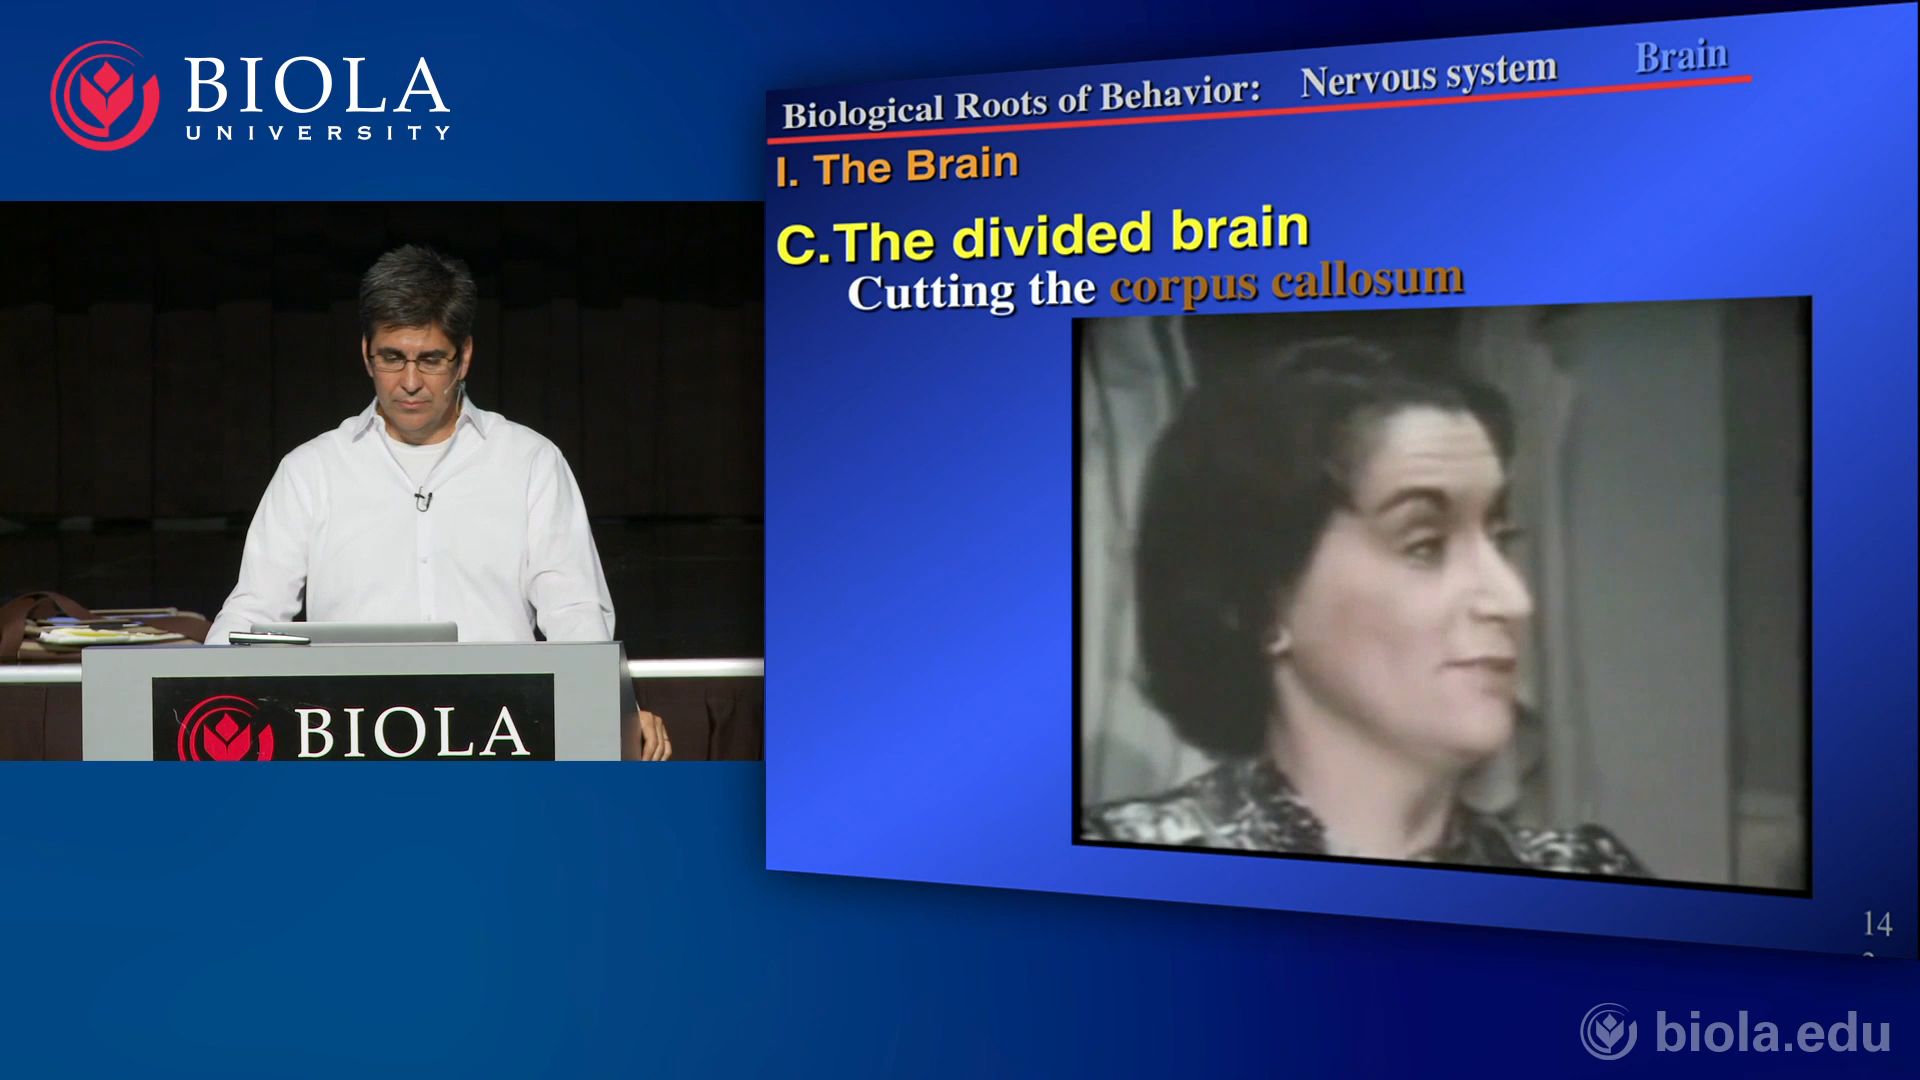 BIOLA
UNIVERSITY
Biological Roots of Behavior: Nervous system Brain
I. The Brain
C.The divided brain
Cutting the corpus callosum
BIOLA
14
biola.edu